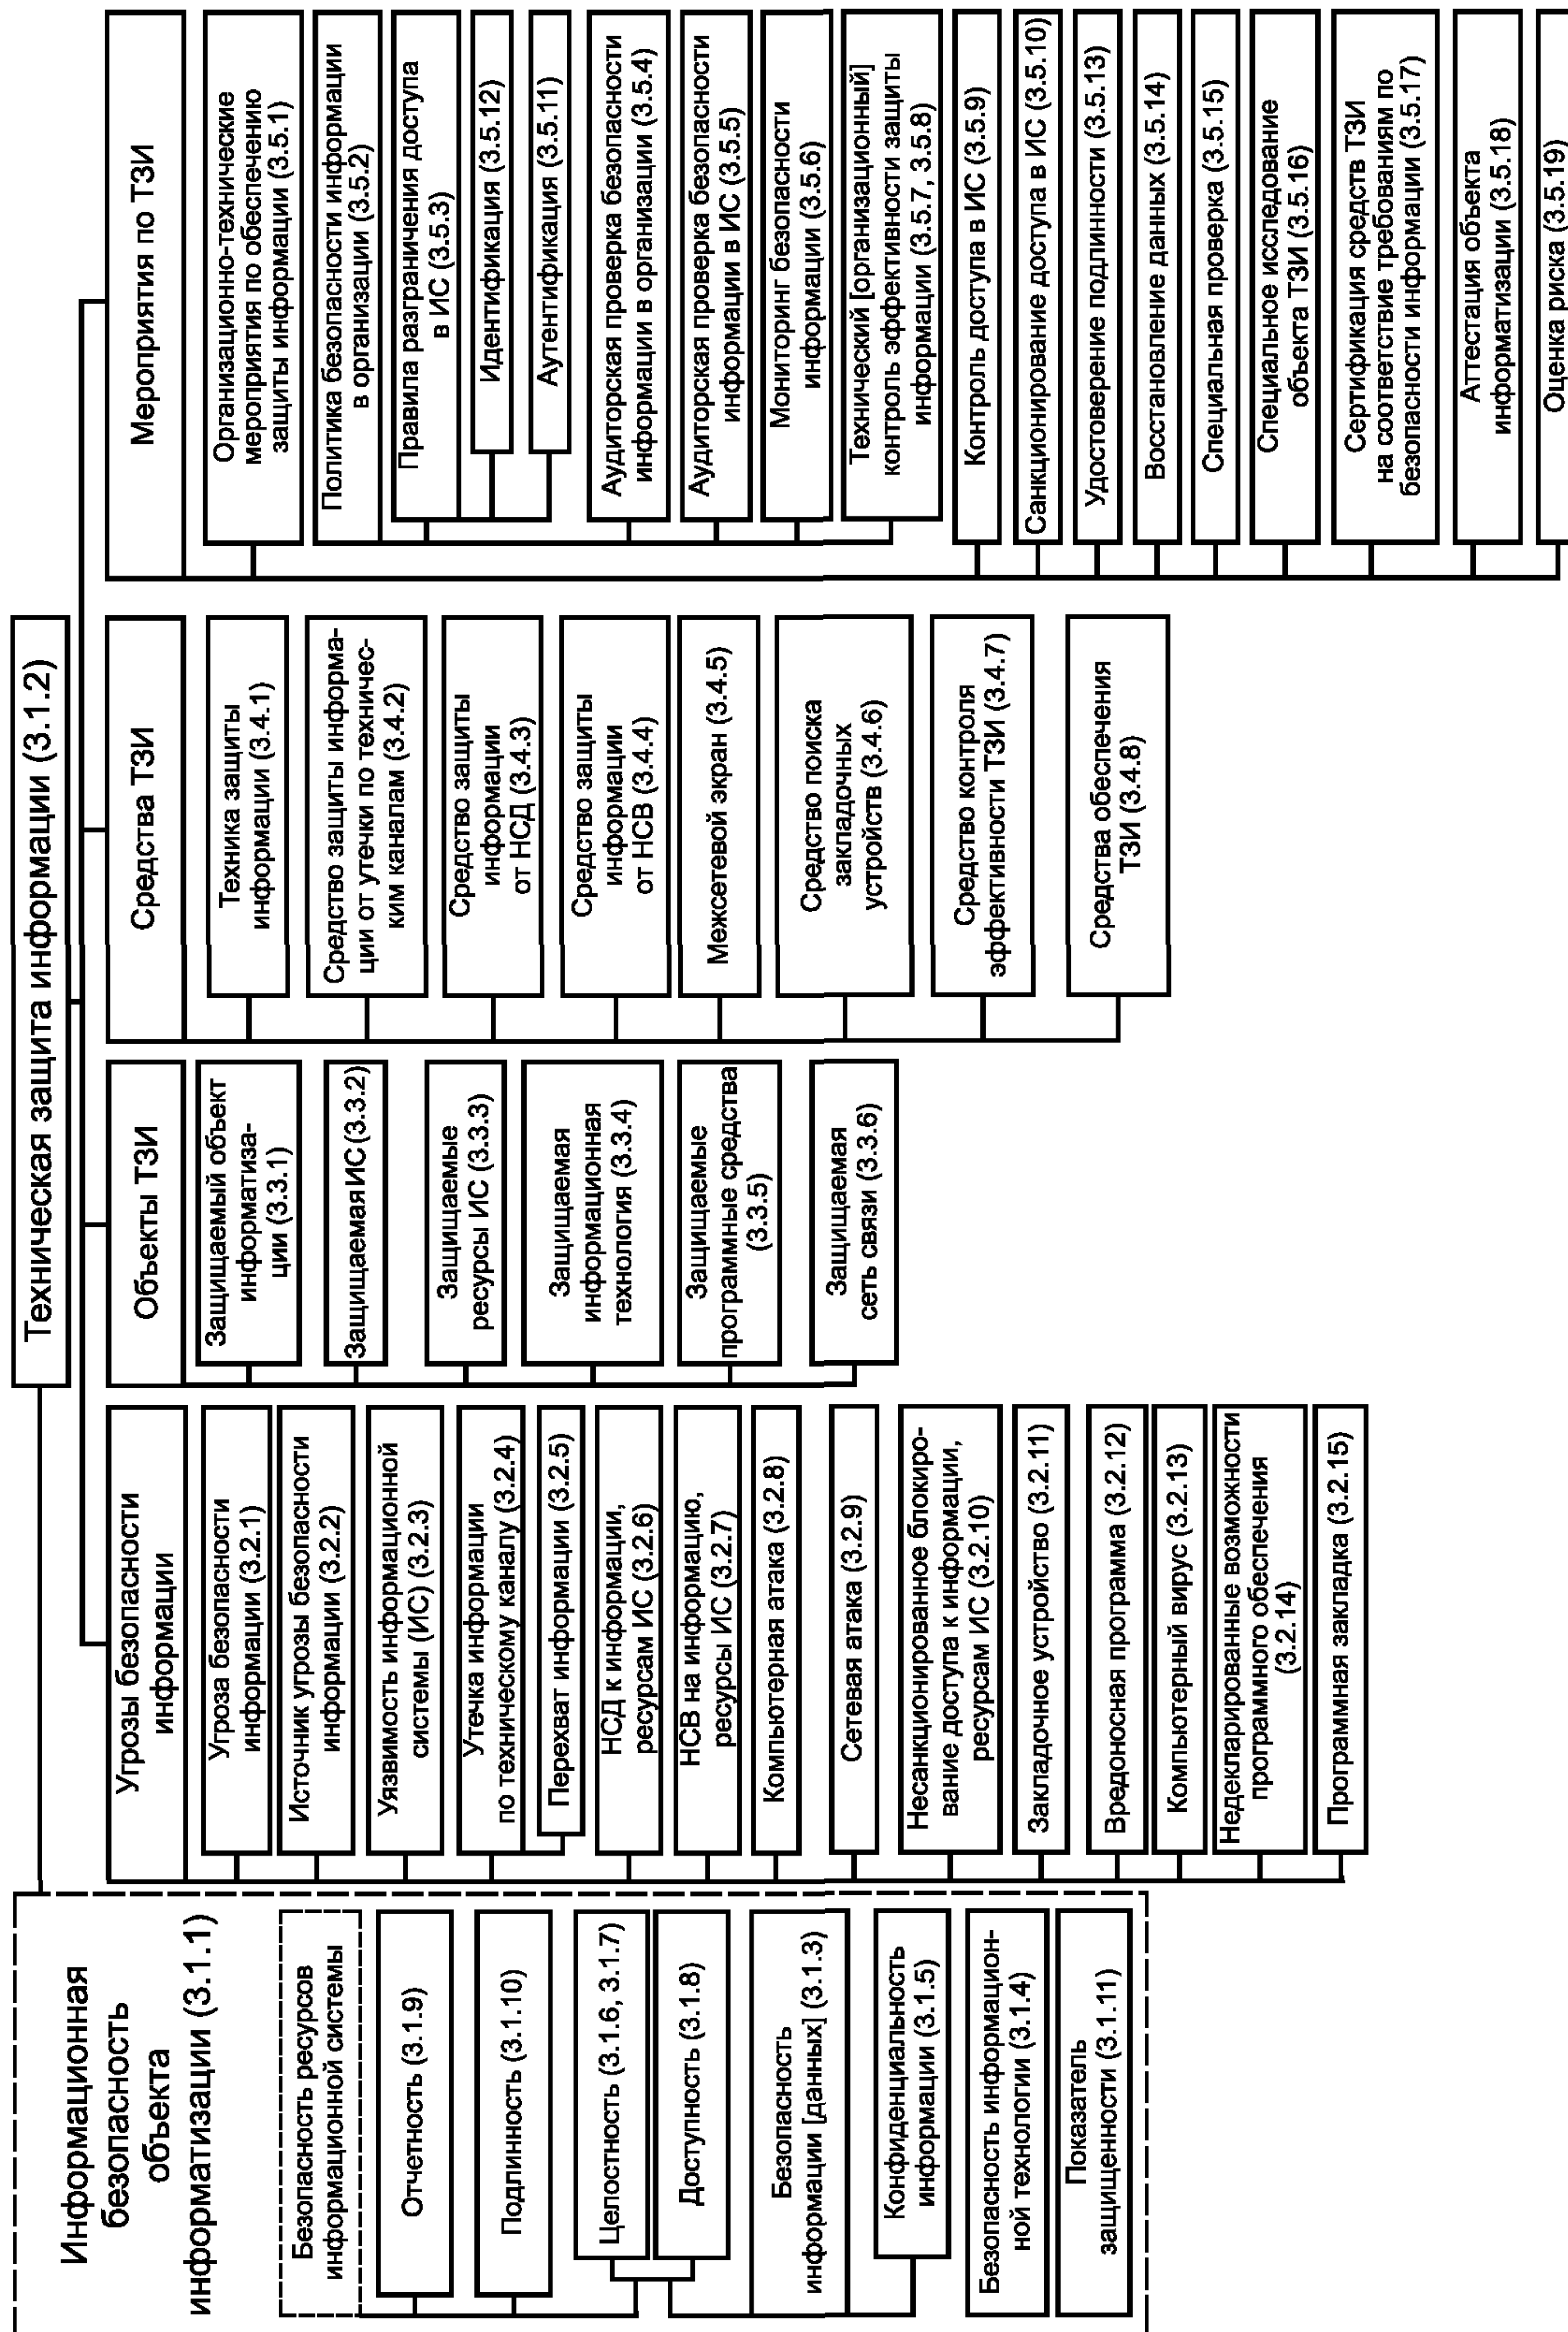 Техническая защита информации (3.1.2)
Информационная
безопасность
объекта
информатизации (3.1.1)
Безопасность ресурсов
информационной системы
Отчетность (3.1.9)
Подлинность (3.1.10)
Целостность (3.1.6, 3.1.7)
Доступность (3.1.8)
Безопасность
информации [данных] (3.1.3)
Конфиденциальность
информации (3.1.5)
Безопасность информацион-
ной технологии (3.1.4)
Показатель
защищенности (3.1.11)
Угрозы безопасности
информации
Угроза безопасности
информации (3.2.1)
Источник угрозы безопасности
информации (3.2.2)
Уязвимость информационной
системы (ИС) (3.2.3)
Утечка информации
по техническому каналу (3.2.4)
Перехват информации (3.2.5)
НСД к информации,
ресурсам ИС (3.2.6)
НСВ на информацию,
ресурсы ИС (3.2.7)
Компьютерная атака (3.2.8)
Сетевая атака (3.2.9)
Несанкционированное блокиро-
вание доступа к информации,
ресурсам ИС (3.2.10)
Закладочное устройство (3.2.11)
Вредоносная программа (3.2.12)
Компьютерный вирус (3.2.13)
Недекларированные возможности
программного обеспечения
(3.2.14)
Программная закладка (3.2.15)
Объекты ТЗИ
Защищаемый объект
информатиза-
ции (3.3.1)
Защищаемая ИС (3.3.2)
Защищаемые
ресурсы ИС (3.3.3)
Защищаемая
информационная
технология (3.3.4)
Защищаемые
программные средства
(3.3.5)
Защищаемая
сеть связи (3.3.6)
Средства ТЗИ
Техника защиты
информации (3.4.1)
Средство защиты информа-
ции от утечки по техничес-
ким каналам (3.4.2)
Средство защиты
информации
от НСД (3.4.3)
Средство защиты
информации
от НСВ (3.4.4)
Межсетевой экран (3.4.5)
Средство поиска
закладочных
устройств (3.4.6)
Средство контроля
эффективности ТЗИ (3.4.7)
Средства обеспечения
ТЗИ (3.4.8)
Мероприятия по ТЗИ
Организационно-технические
мероприятия по обеспечению
защиты информации (3.5.1)
Политика безопасности информации
в организации (3.5.2)
Правила разграничения доступа
в ИС (3.5.3)
Идентификация (3.5.12)
Аутентификация (3.5.11)
Аудиторская проверка безопасности
информации в организации (3.5.4)
Аудиторская проверка безопасности
информации в ИС (3.5.5)
Мониторинг безопасности
информации (3.5.6)
Технический [организационный]
контроль эффективности защиты
информации (3.5.7, 3.5.8)
Контроль доступа в ИС (3.5.9)
Санкционирование доступа в ИС (3.5.10)
Удостоверение подлинности (3.5.13)
Восстановление данных (3.5.14)
Специальная проверка (3.5.15)
Специальное исследование
объекта ТЗИ (3.5.16)
Сертификация средств ТЗИ
на соответствие требованиям по
безопасности информации (3.5.17)
Аттестация объекта
информатизации (3.5.18)
Оценка риска (3.5.19)